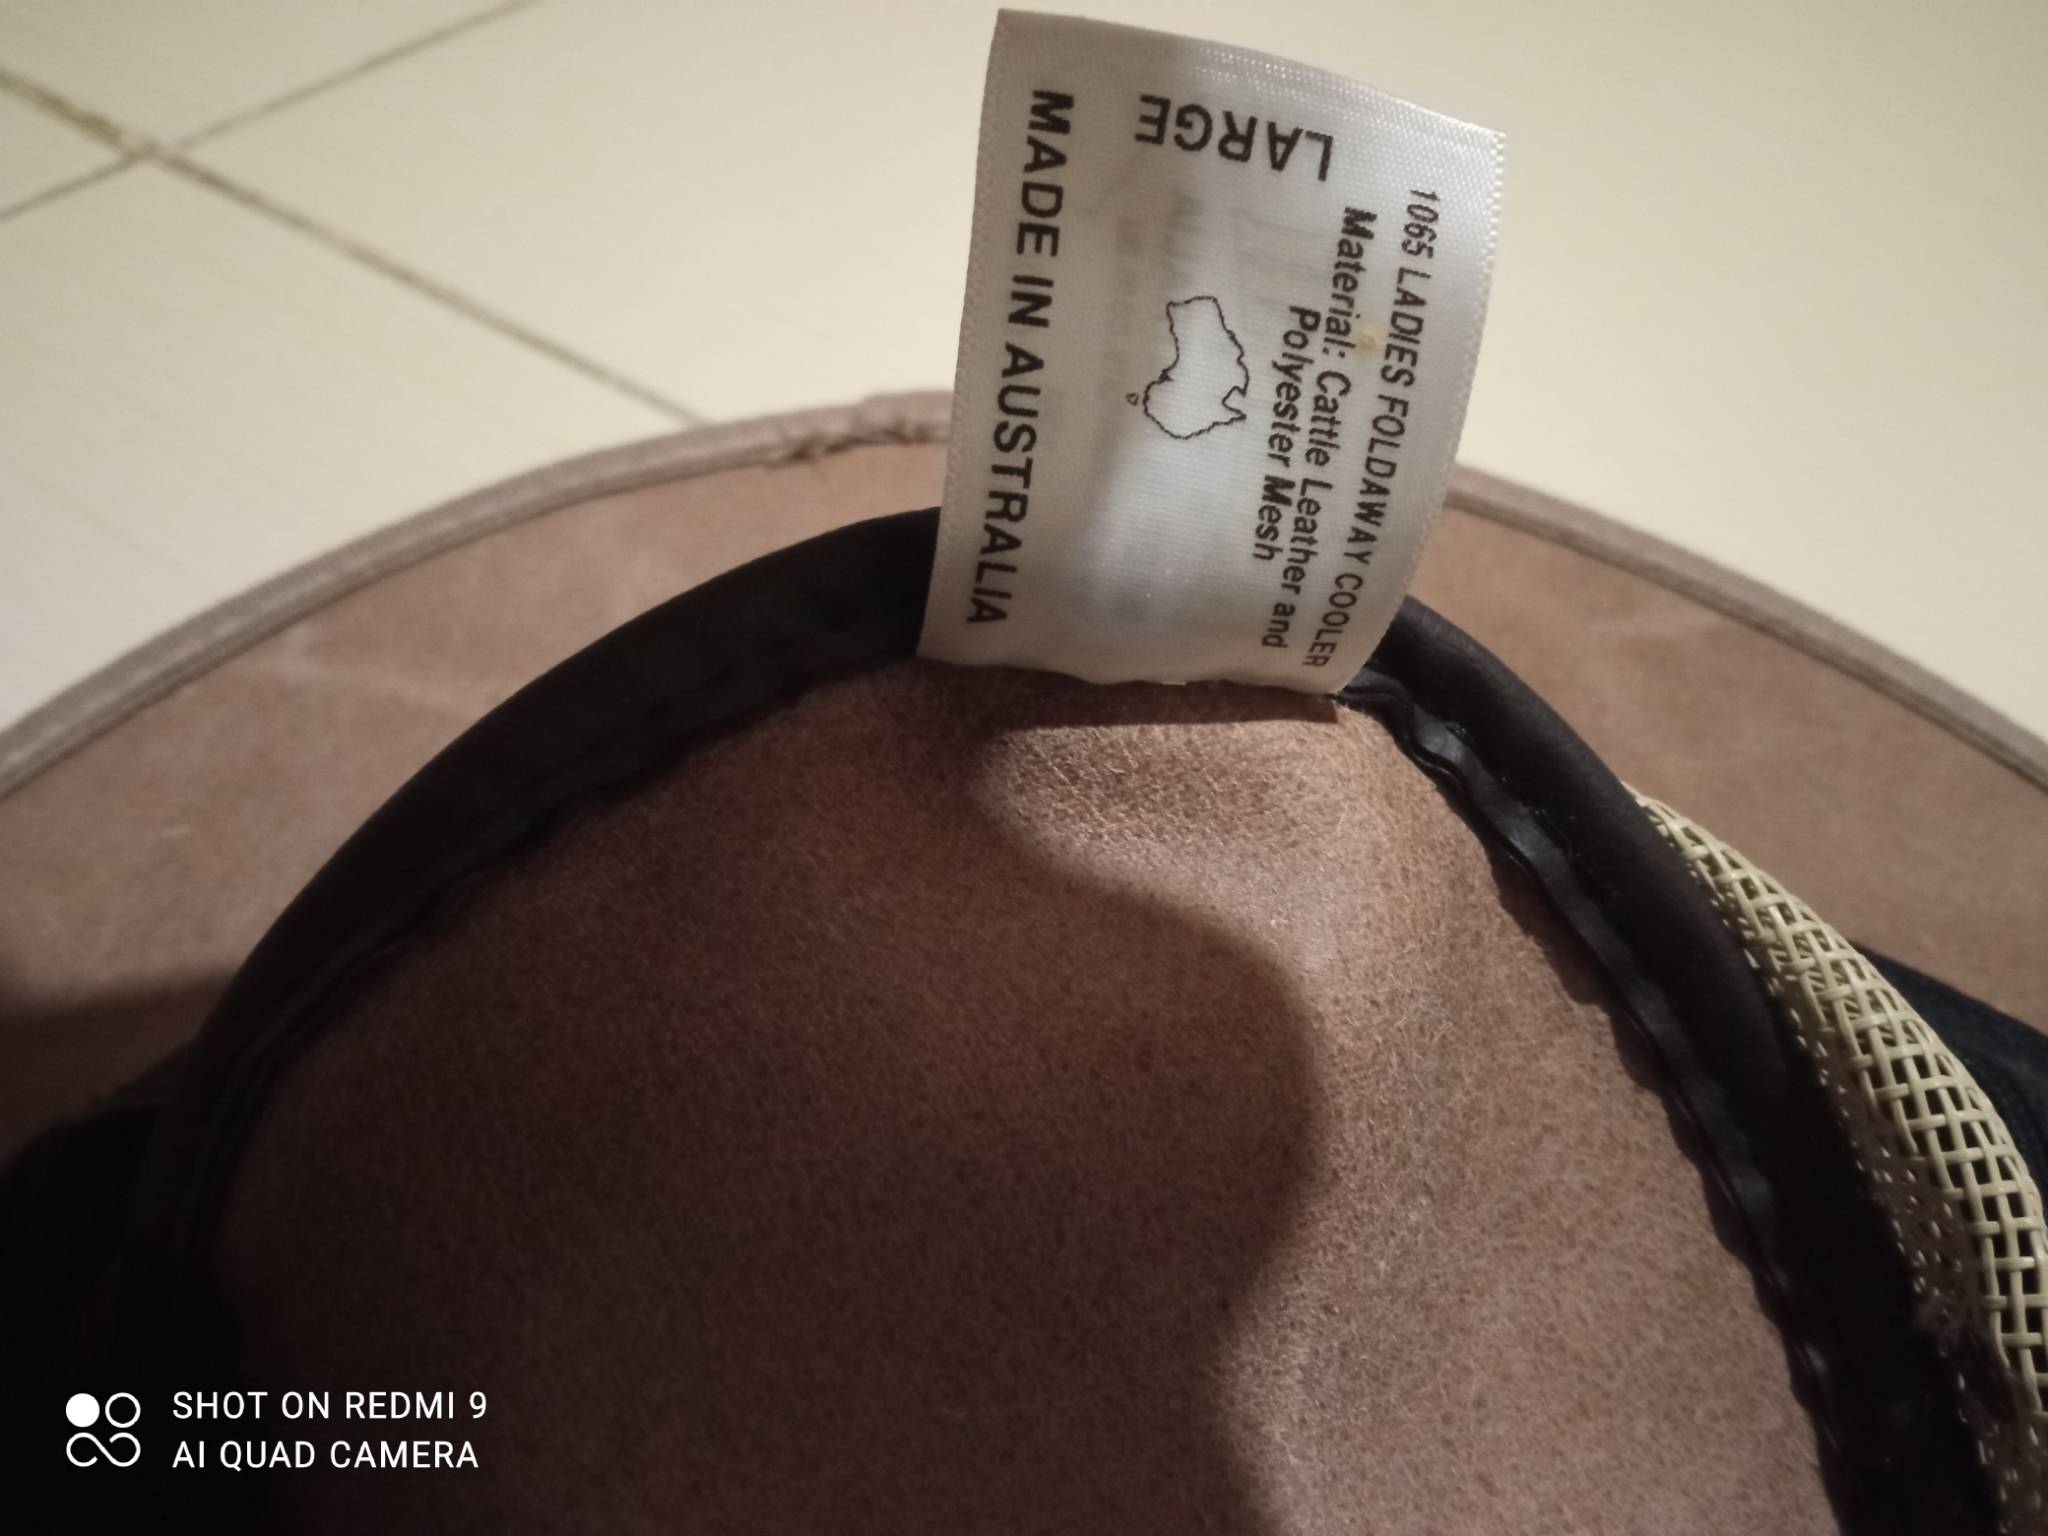 1065 LADIES FOLDAWAY COOLER
Material: Cattle Leather and
Polyester Mesh
LARGE
MADE IN AUSTRALIA
SHOT ON REDMI 9
AI QUAD CAMERA